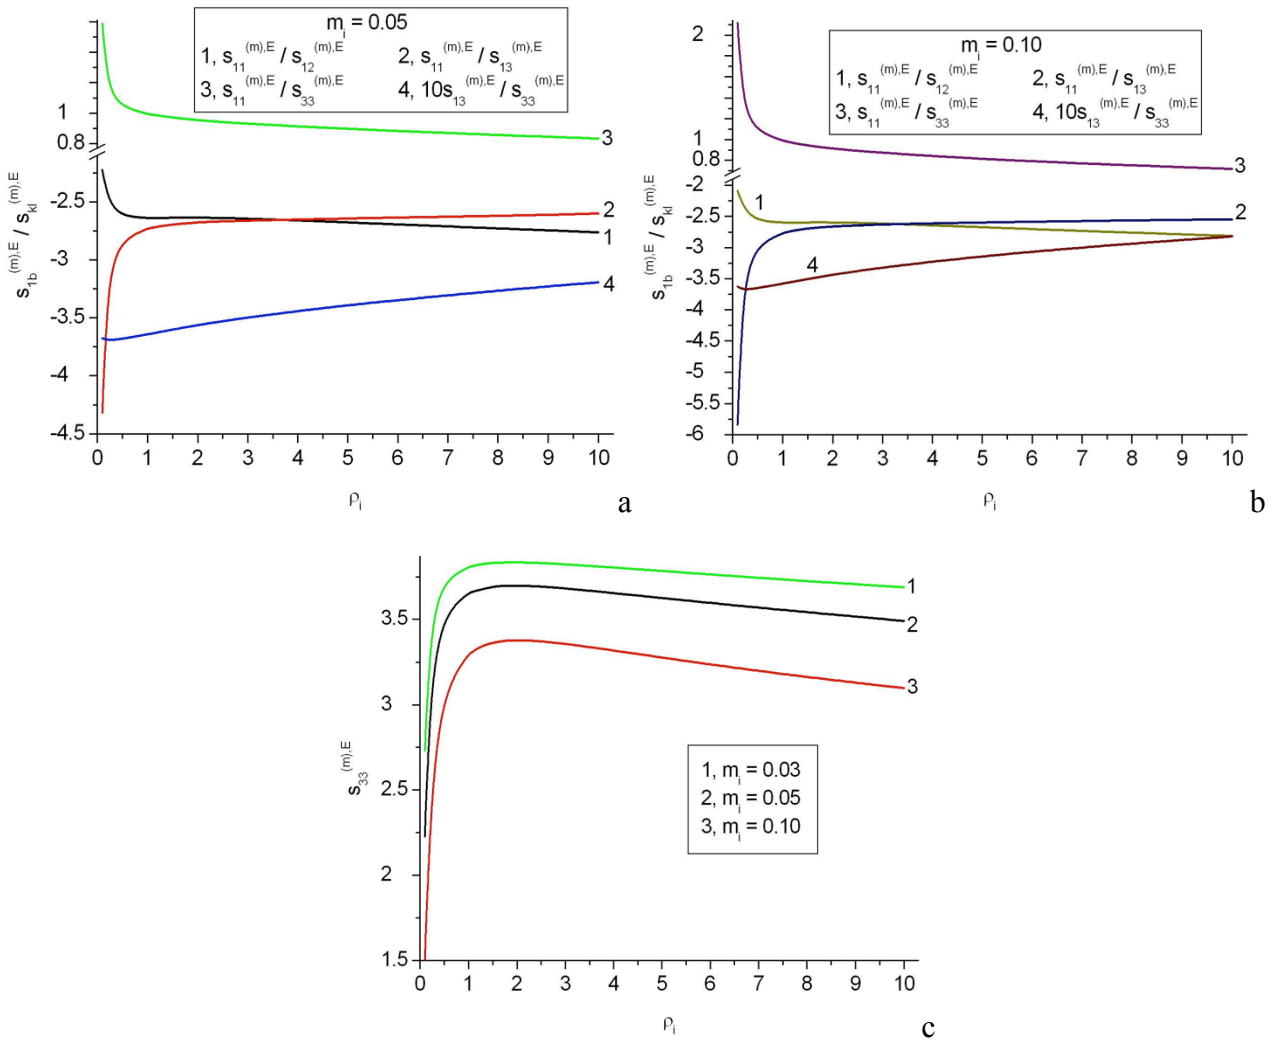 m_i = 0.05
1, s_11^(m),E / s_12^(m),E 2, s_11^(m),E / s_13^(m),E
3, s_11^(m),E / s_33^(m),E 4, 10s_13^(m),E / s_33^(m),E
1
0.8
-2.5
-3
-3.5
-4
-4.5
s_1b^(m),E / s_kl^(m),E
3
2
1
4
0 1 2 3 4 5 6 7 8 9 10
ρ_i
a
m_i = 0.10
1, s_11^(m),E / s_12^(m),E 2, s_11^(m),E / s_13^(m),E
3, s_11^(m),E / s_33^(m),E 4, 10s_13^(m),E / s_33^(m),E
2
1
0.8
-2
-2.5
-3
-3.5
-4
-4.5
-5
-5.5
-6
s_1b^(m),E / s_kl^(m),E
3
1
2
4
0 1 2 3 4 5 6 7 8 9 10
ρ_i
b
3.5
3
2.5
2
1.5
s_33^(m),E
1
2
3
1, m_i = 0.03
2, m_i = 0.05
3, m_i = 0.10
0 1 2 3 4 5 6 7 8 9 10
ρ_i
c